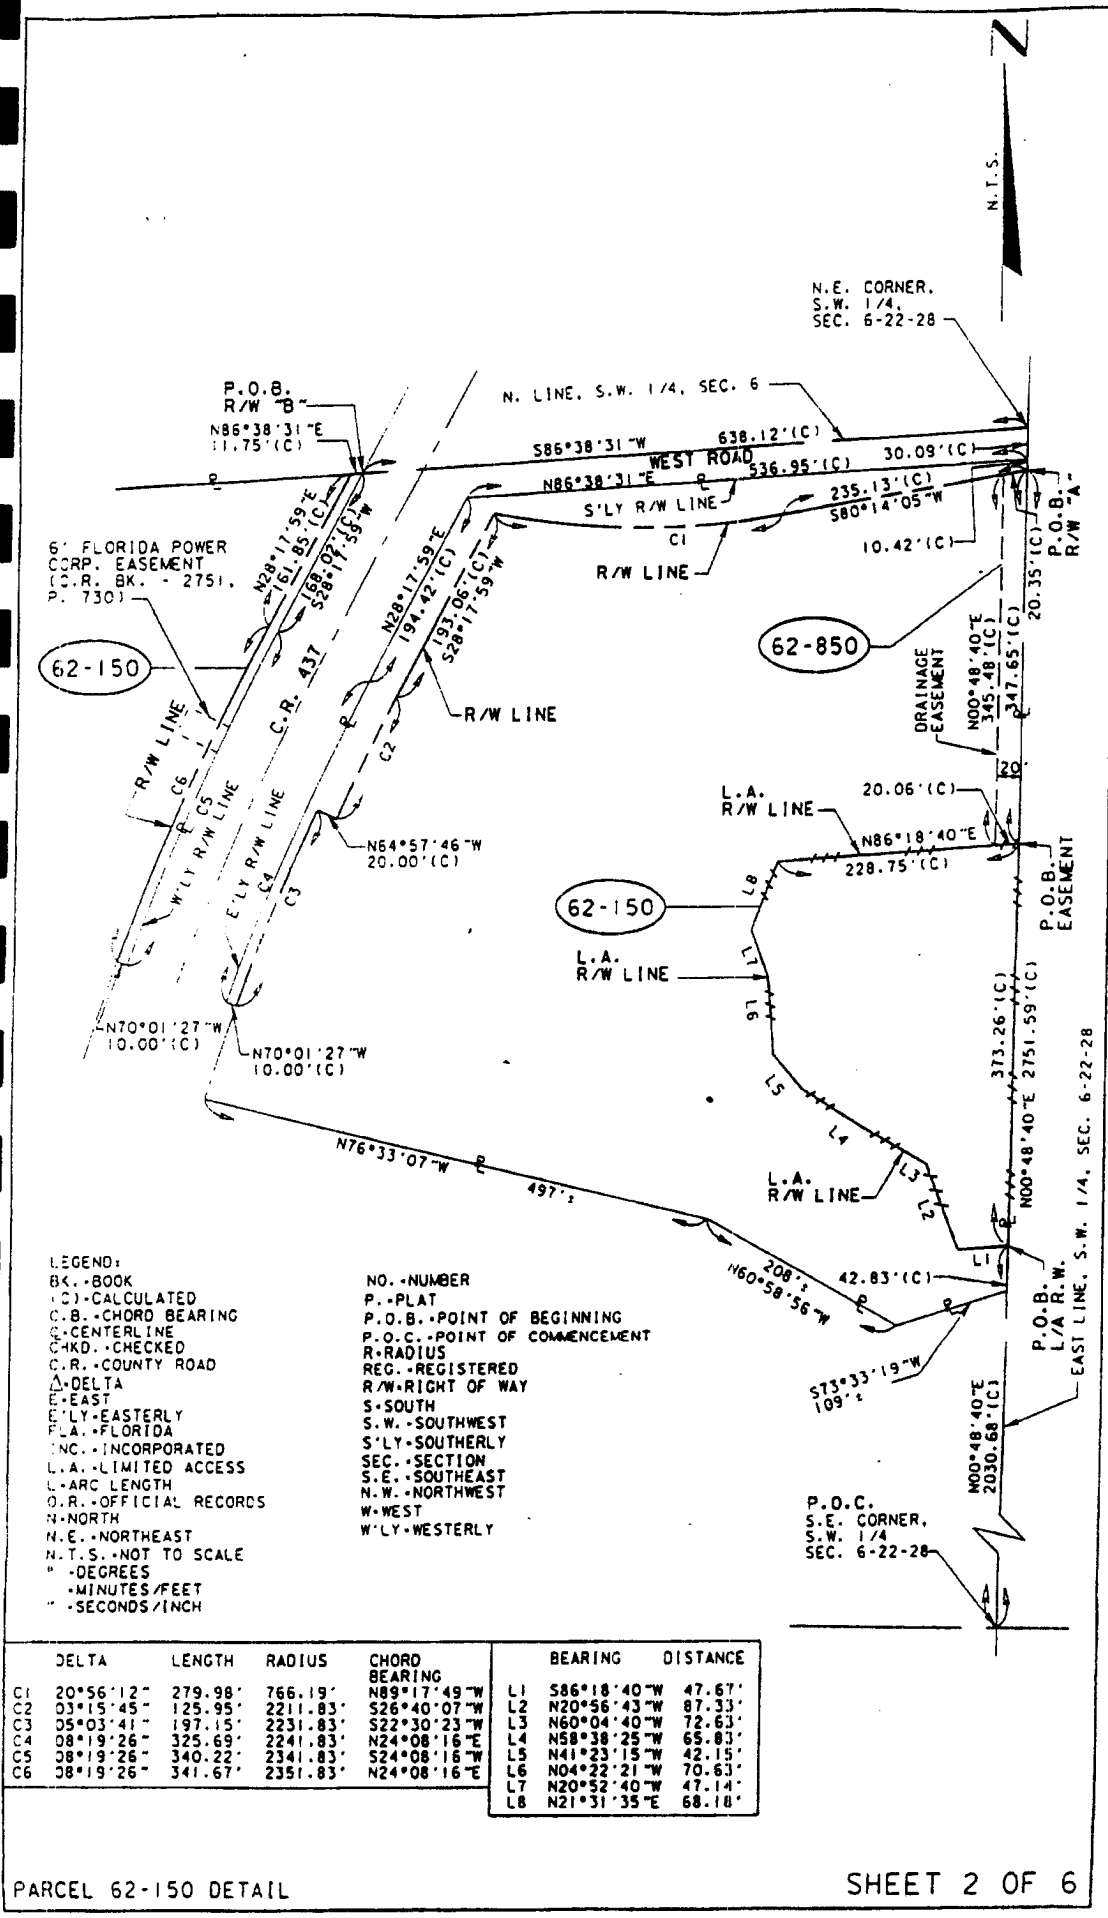 N
N.T.S.
N.E. CORNER,
S.W. 1/4,
SEC. 6-22-28
P.O.B.
R/W "B"
N86°38'31"E
11.75'(C)
N. LINE, S.W. 1/4, SEC. 6
S86°38'31"W
638.12'(C)
WEST ROAD
30.09'(C)
N86°38'31"E
536.95'(C)
S'LY R/W LINE
235.13'(C)
S80°14'05"W
C1
R/W LINE
10.42'(C)
P.O.B.
R/W "A"
20.35'(C)
6' FLORIDA POWER
CORP. EASEMENT
BK. - 2751,
P. 730)
N28°17'59"E
161.85'(C)
168.02'(C)
S28°17'59"W
N28°17'59"E
194.42'(C)
193.06'(C)
S28°17'59"W
62-150
C.R. 437
62-850
DRAINAGE
EASEMENT
N00°48'40"E
345.48'(C)
347.65'(C)
20'
R/W LINE
R/W LINE
C6
C5
W'LY R/W LINE
E'LY R/W LINE
C4
C3
C2
N64°57'46"W
20.00'(C)
L.A.
R/W LINE
20.06'(C)
N86°18'40"E
228.75'(C)
P.O.B.
EASEMENT
62-150
L8
L.A.
R/W LINE
L7
L6
L5
L4
L3
L2
L1
L.A.
R/W LINE
N70°01'27"W
10.00'(C)
N70°01'27"W
10.00'(C)
373.26'(C)
N00°48'40"E 2751.59'(C)
EAST LINE, S.W. 1/4, SEC. 6-22-28
N76°33'07"W
497'±
208'±
N60°58'56"W
42.83'(C)
P.O.B.
L/A R.W.
S73°33'19"W
109'±
N00°48'40"E
2030.68'(C)
P.O.C.
S.E. CORNER,
S.W. 1/4
SEC. 6-22-28
LEGEND:
BK.-BOOK
(C)-CALCULATED
C.B.-CHORD BEARING
℄-CENTERLINE
CHKD.-CHECKED
C.R.-COUNTY ROAD
Δ-DELTA
E-EAST
E'LY-EASTERLY
FLA.-FLORIDA
INC.-INCORPORATED
L.A.-LIMITED ACCESS
L-ARC LENGTH
O.R.-OFFICIAL RECORDS
N-NORTH
N.E.-NORTHEAST
N.T.S.-NOT TO SCALE
°-DEGREES
'-MINUTES/FEET
"-SECONDS/INCH
NO.-NUMBER
P.-PLAT
P.O.B.-POINT OF BEGINNING
P.O.C.-POINT OF COMMENCEMENT
R-RADIUS
REG.-REGISTERED
R/W-RIGHT OF WAY
S-SOUTH
S.W.-SOUTHWEST
S'LY-SOUTHERLY
SEC.-SECTION
S.E.-SOUTHEAST
N.W.-NORTHWEST
W-WEST
W'LY-WESTERLY
DELTA LENGTH RADIUS CHORD BEARING
C1 20°56'12" 279.98' 766.19' N89°17'49"W
C2 03°15'45" 125.95' 2211.83' S26°40'07"W
C3 05°03'41" 197.15' 2231.83' S22°30'23"W
C4 08°19'26" 325.69' 2241.83' N24°08'16"E
C5 08°19'26" 340.22' 2341.83' S24°08'16"W
C6 08°19'26" 341.67' 2351.83' N24°08'16"E
BEARING DISTANCE
L1 S86°18'40"W 47.67'
L2 N20°56'43"W 87.33'
L3 N60°04'40"W 72.63'
L4 N58°38'25"W 65.83'
L5 N41°23'15"W 42.15'
L6 N04°22'21"W 70.63'
L7 N20°52'40"W 47.14'
L8 N21°31'35"E 68.18'
PARCEL 62-150 DETAIL
SHEET 2 OF 6